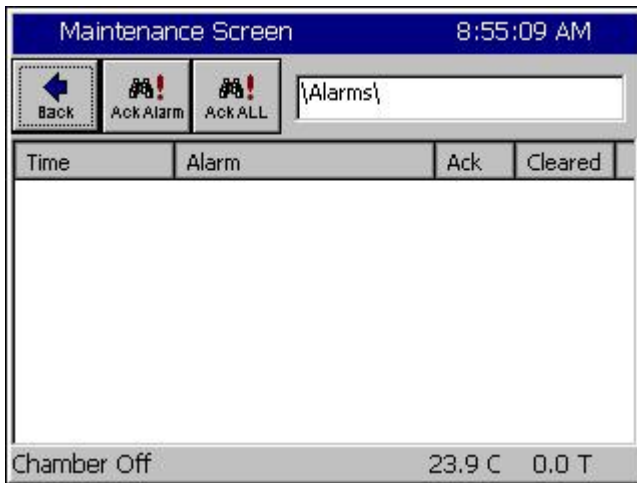 Maintenance Screen 8:55:09 AM
Back Ack Alarm Ack ALL \Alarms\
Time Alarm Ack Cleared
Chamber Off 23.9 C 0.0 T